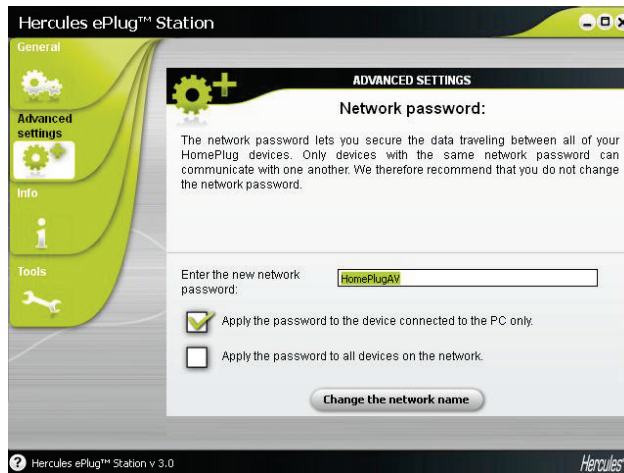 Hercules ePlug™ Station
General
Advanced
settings
Info
Tools
ADVANCED SETTINGS
Network password:
The network password lets you secure the data traveling between all of your
HomePlug devices. Only devices with the same network password can
communicate with one another. We therefore recommend that you do not change
the network password.
Enter the new network
password:
HomePlugAV
Apply the password to the device connected to the PC only.
Apply the password to all devices on the network.
Change the network name
? Hercules ePlug™ Station v 3.0
Hercules